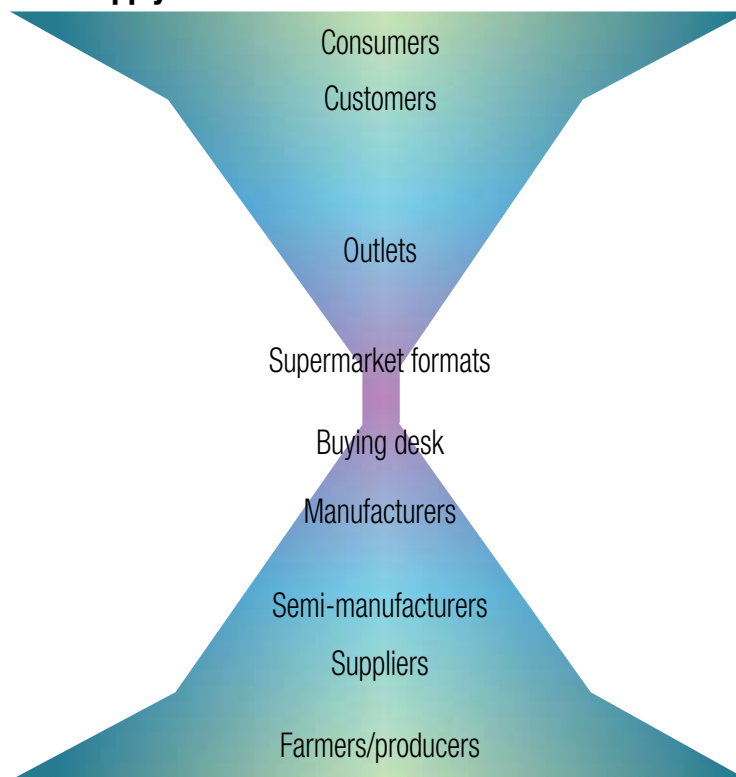 Consumers
Customers
Outlets
Supermarket formats
Buying desk
Manufacturers
Semi-manufacturers
Suppliers
Farmers/producers